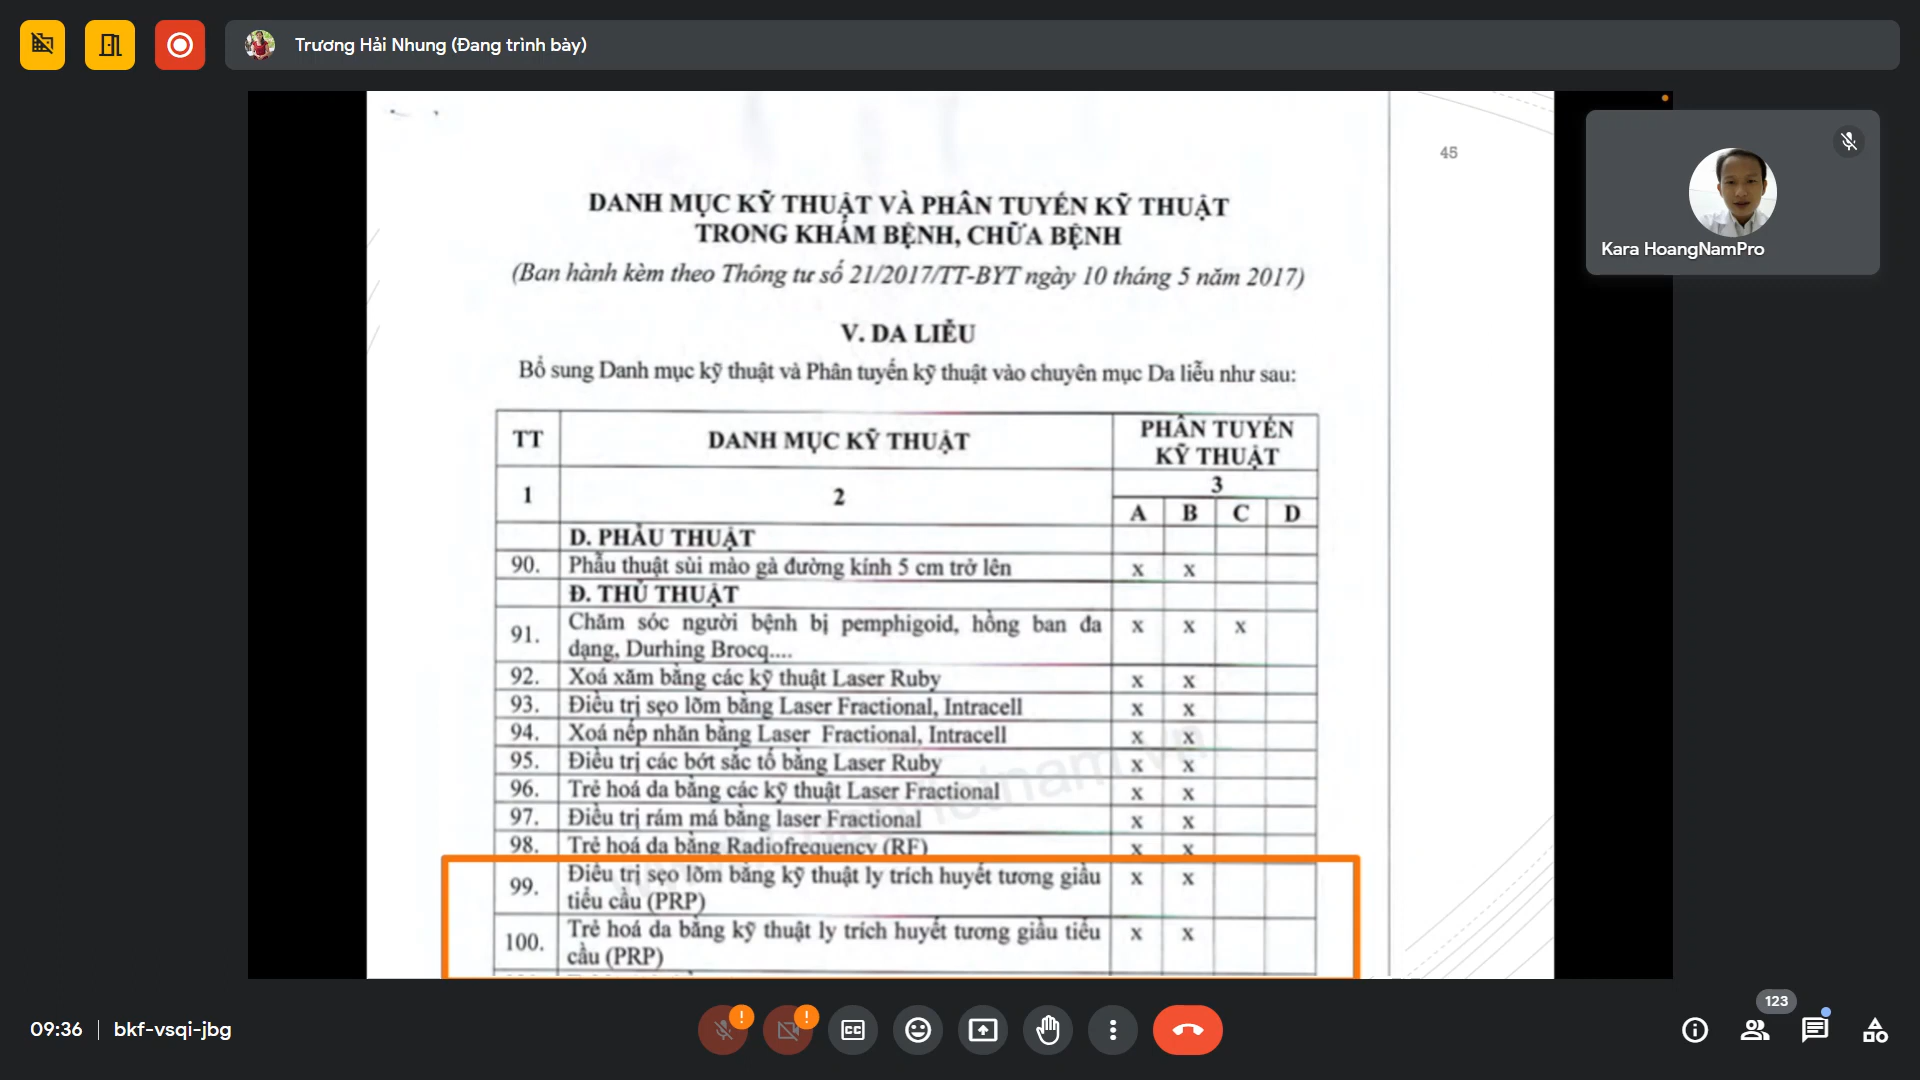 Trương Hải Nhung (Đang trình bày)
45
Kara HoangNamPro
DANH MỤC KỸ THUẬT VÀ PHÂN TUYẾN KỸ THUẬT
TRONG KHÁM BỆNH, CHỮA BỆNH
(Ban hành kèm theo Thông tư số 21/2017/TT-BYT ngày 10 tháng 5 năm 2017)
V. DA LIỄU
Bổ sung Danh mục kỹ thuật và Phân tuyến kỹ thuật vào chuyên mục Da liễu như sau:
TT DANH MỤC KỸ THUẬT PHÂN TUYẾN
KỸ THUẬT
1 2 3
A B C D
D. PHẪU THUẬT
90. Phẫu thuật sùi mào gà đường kính 5 cm trở lên x x
Đ. THỦ THUẬT
91. Chăm sóc người bệnh bị pemphigoid, hồng ban đa x x x
dạng, Durhing Brocq....
92. Xoá xăm bằng các kỹ thuật Laser Ruby x x
93. Điều trị sẹo lõm bằng Laser Fractional, Intracell x x
94. Xoá nếp nhăn bằng Laser Fractional, Intracell x x
95. Điều trị các bớt sắc tố bằng Laser Ruby x x
96. Trẻ hoá da bằng các kỹ thuật Laser Fractional x x
97. Điều trị rám má bằng laser Fractional x x
98. Trẻ hoá da bằng Radiofrequency (RF) x x
99. Điều trị sẹo lõm bằng kỹ thuật ly trích huyết tương giầu x x
tiểu cầu (PRP)
100. Trẻ hoá da bằng kỹ thuật ly trích huyết tương giầu tiểu x x
cầu (PRP)
09:36 | bkf-vsqi-jbg
CC
123